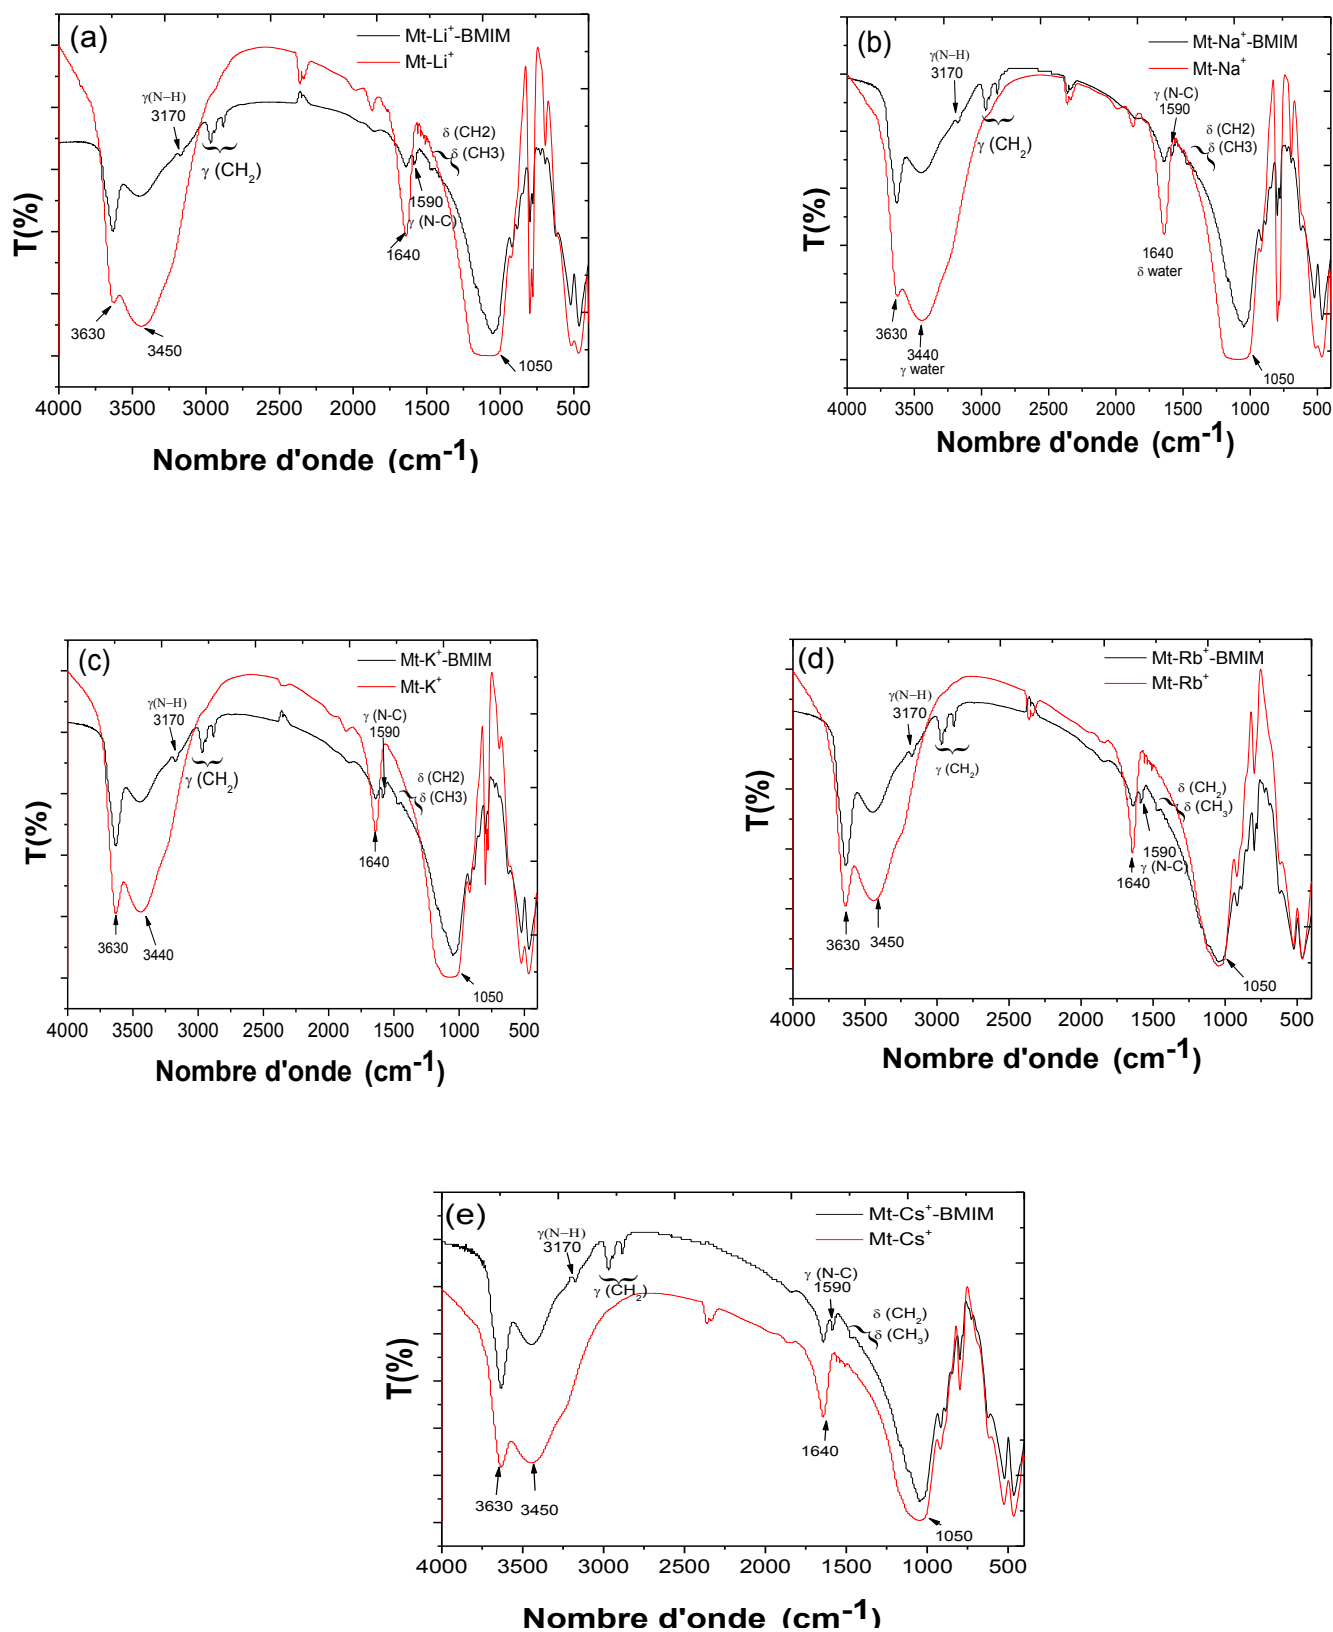 (a)
Mt-Li⁺-BMIM
Mt-Li⁺
γ(N−H)
3170
γ (CH₂)
δ (CH2)
δ (CH3)
1590
γ (N-C)
1640
3630
3450
1050
T(%)
4000 3500 3000 2500 2000 1500 1000 500
Nombre d'onde (cm⁻¹)
(b)
Mt-Na⁺-BMIM
Mt-Na⁺
γ(N−H)
3170
γ (N-C)
1590
γ (CH₂)
δ (CH2)
δ (CH3)
1640
δ water
3630
3440
γ water
1050
T(%)
4000 3500 3000 2500 2000 1500 1000 500
Nombre d'onde (cm⁻¹)
(c)
Mt-K⁺-BMIM
Mt-K⁺
γ(N−H)
3170
γ (N-C)
1590
γ (CH₂)
δ (CH2)
δ (CH3)
1640
3630
3440
1050
T(%)
4000 3500 3000 2500 2000 1500 1000 500
Nombre d'onde (cm⁻¹)
(d)
Mt-Rb⁺-BMIM
Mt-Rb⁺
γ(N−H)
3170
γ (CH₂)
δ (CH₂)
δ (CH₃)
1590
γ (N-C)
1640
3630
3450
1050
T(%)
4000 3500 3000 2500 2000 1500 1000 500
Nombre d'onde (cm⁻¹)
(e)
Mt-Cs⁺-BMIM
Mt-Cs⁺
γ(N−H)
3170
γ (N-C)
1590
γ (CH₂)
δ (CH₂)
δ (CH₃)
1640
3630
3450
1050
T(%)
4000 3500 3000 2500 2000 1500 1000 500
Nombre d'onde (cm⁻¹)